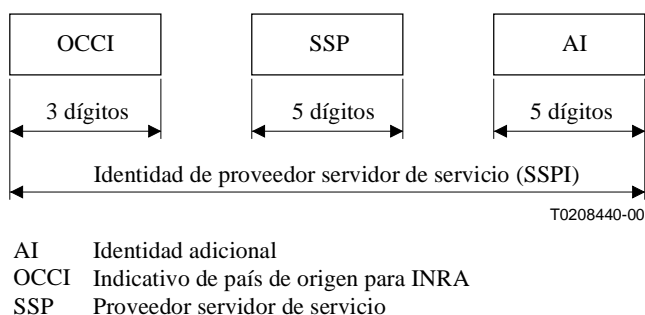 OCCI SSP AI
3 dígitos 5 dígitos 5 dígitos
Identidad de proveedor servidor de servicio (SSPI)
T0208440-00
AI Identidad adicional
OCCI Indicativo de país de origen para INRA
SSP Proveedor servidor de servicio